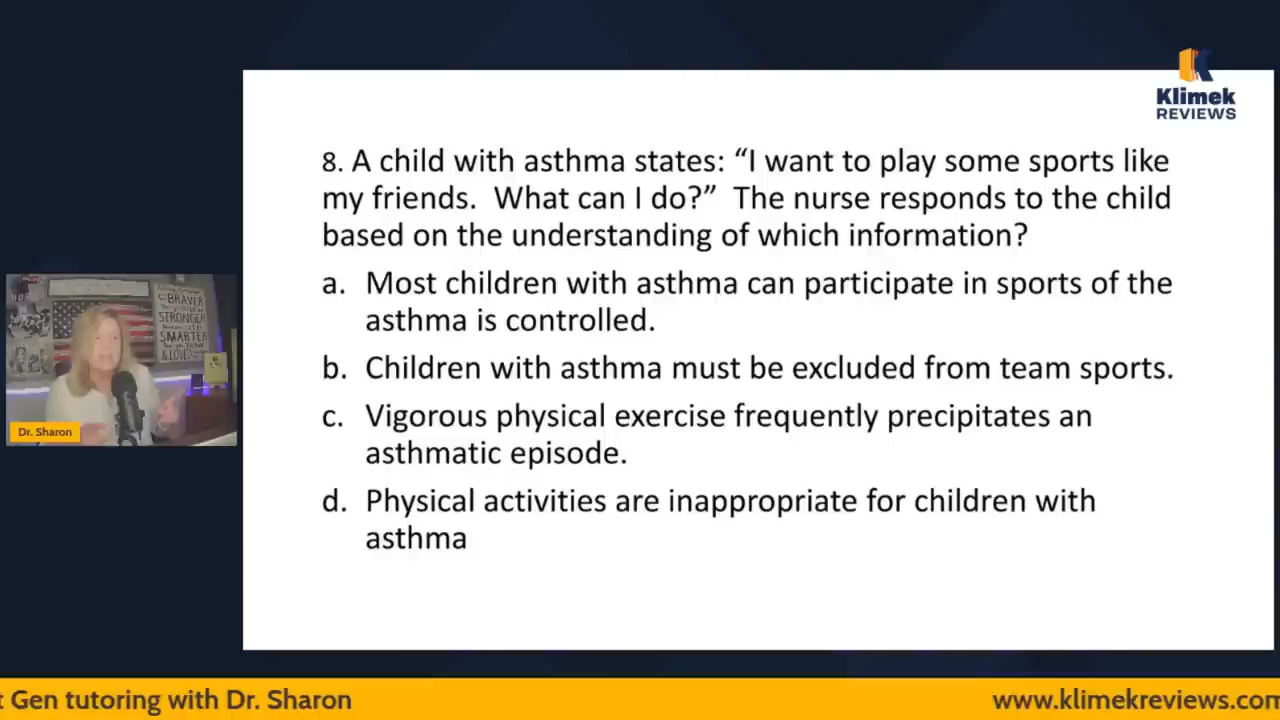 Klimek
REVIEWS
8. A child with asthma states: “I want to play some sports like
my friends.  What can I do?”  The nurse responds to the child
based on the understanding of which information?
a. Most children with asthma can participate in sports of the
asthma is controlled.
b. Children with asthma must be excluded from team sports.
c. Vigorous physical exercise frequently precipitates an
asthmatic episode.
d. Physical activities are inappropriate for children with
asthma
BRAVER
STRONGER
SMARTER
& LOVED
Dr. Sharon
t Gen tutoring with Dr. Sharon
www.klimekreviews.com